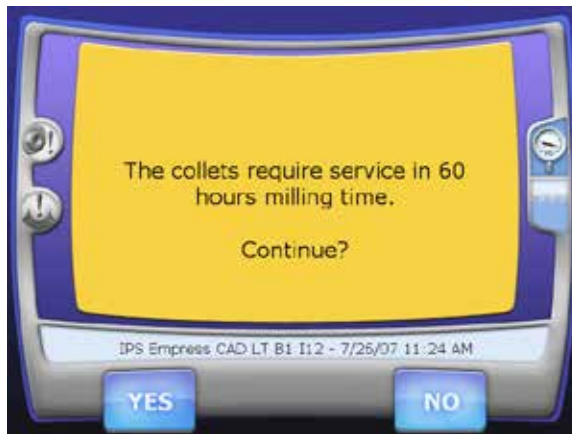 The collets require service in 60
hours milling time.
Continue?
IPS Empress CAD LT B1 I12 - 7/26/07 11:24 AM
YES
NO